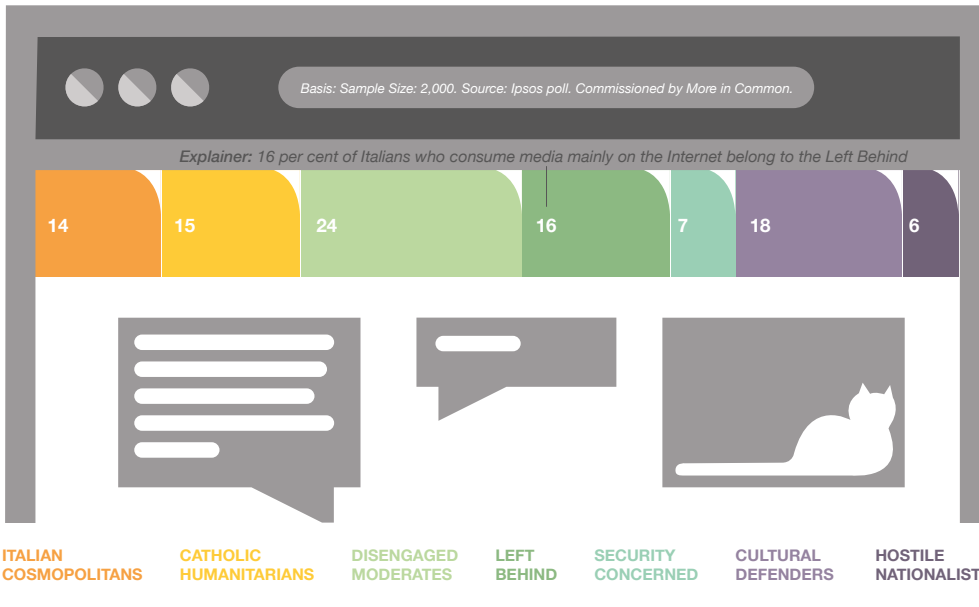 Basis: Sample Size: 2,000. Source: Ipsos poll. Commissioned by More in Common.
Explainer: 16 per cent of Italians who consume media mainly on the Internet belong to the Left Behind
14 15 24 16 7 18 6
ITALIAN CATHOLIC DISENGAGED LEFT SECURITY CULTURAL HOSTILE
COSMOPOLITANS HUMANITARIANS MODERATES BEHIND CONCERNED DEFENDERS NATIONALIST